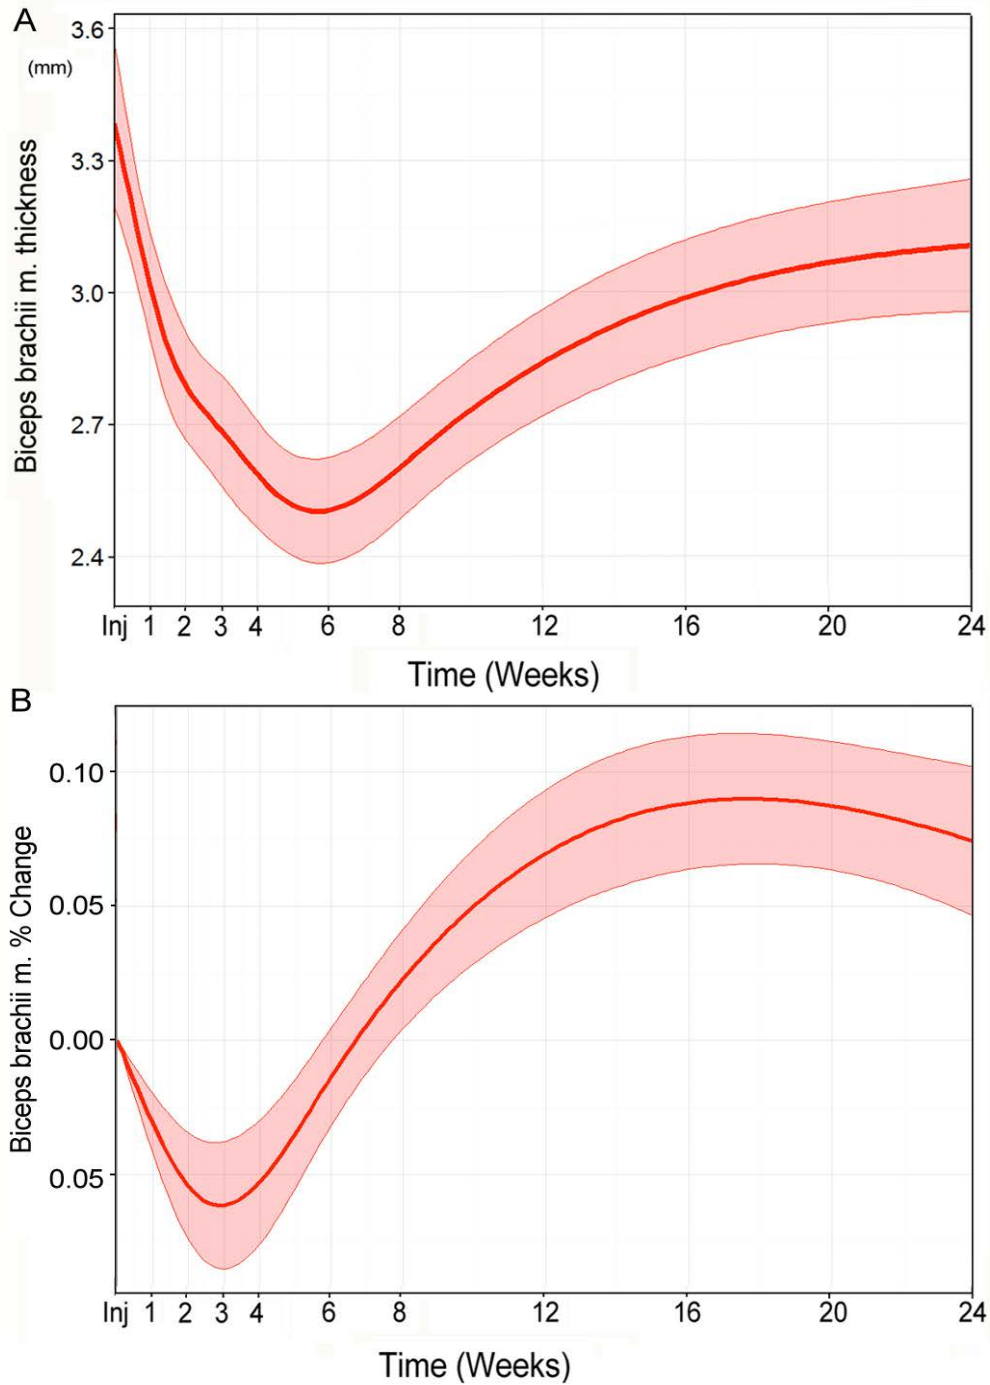 A
3.6
(mm)
3.3
3.0
2.7
2.4
Biceps brachii m. thickness
Inj 1 2 3 4 6 8 12 16 20 24
Time (Weeks)
B
0.10
0.05
0.00
0.05
Biceps brachii m. % Change
Inj 1 2 3 4 6 8 12 16 20 24
Time (Weeks)